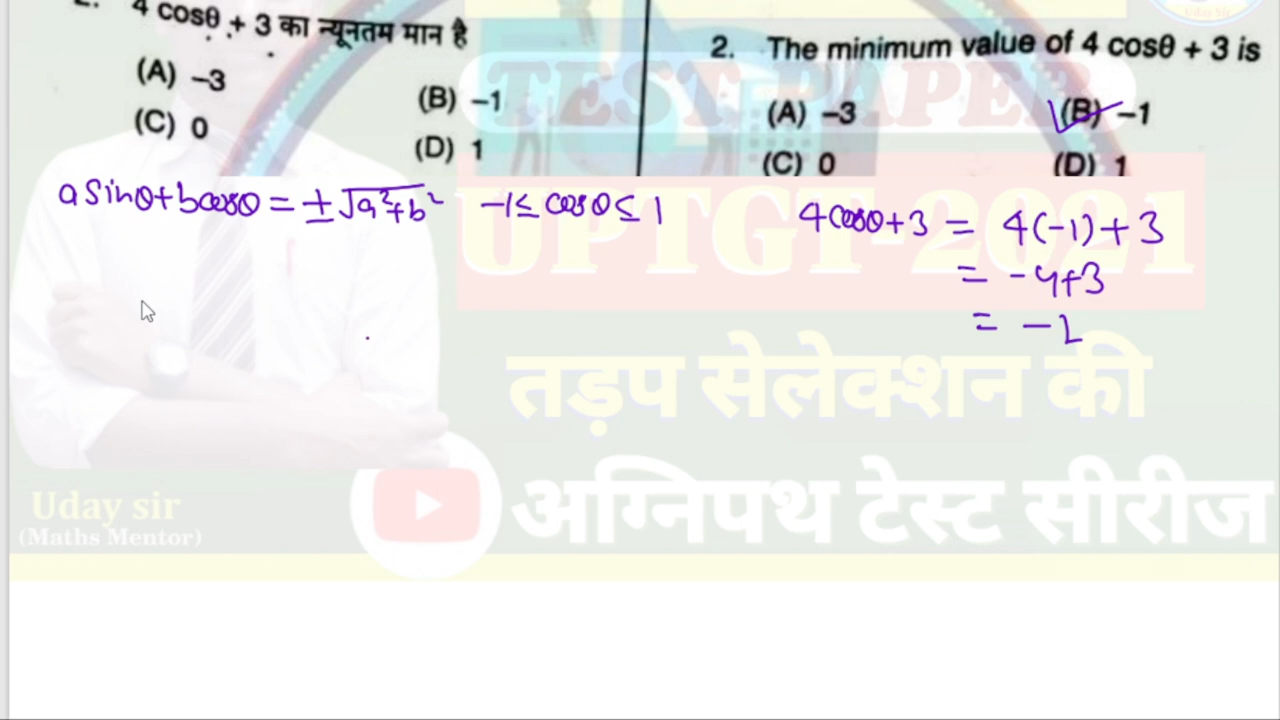 4 cosθ + 3 का न्यूनतम मान है
(A) –3
(B) –1
(C) 0
(D) 1
2. The minimum value of 4 cosθ + 3 is
(A) –3
(B) –1
(C) 0
(D) 1
a sinθ + b cosθ = ± √a²+b²
-1 ≤ cosθ ≤ 1
4cosθ+3 = 4(-1)+3
= -4+3
= -1
TEST PAPER
UPTGT-2021
तड़प सेलेक्शन की
अग्निपथ टेस्ट सीरीज
Uday sir
(Maths Mentor)
Uday Sir